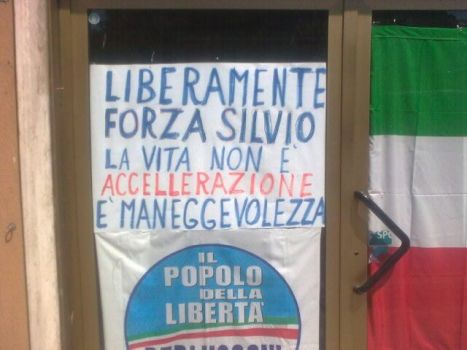 LIBERAMENTE
FORZA SILVIO
LA VITA NON È
ACCELLERAZIONE
È MANEGGEVOLEZZA
IL
POPOLO
DELLA
LIBERTÀ